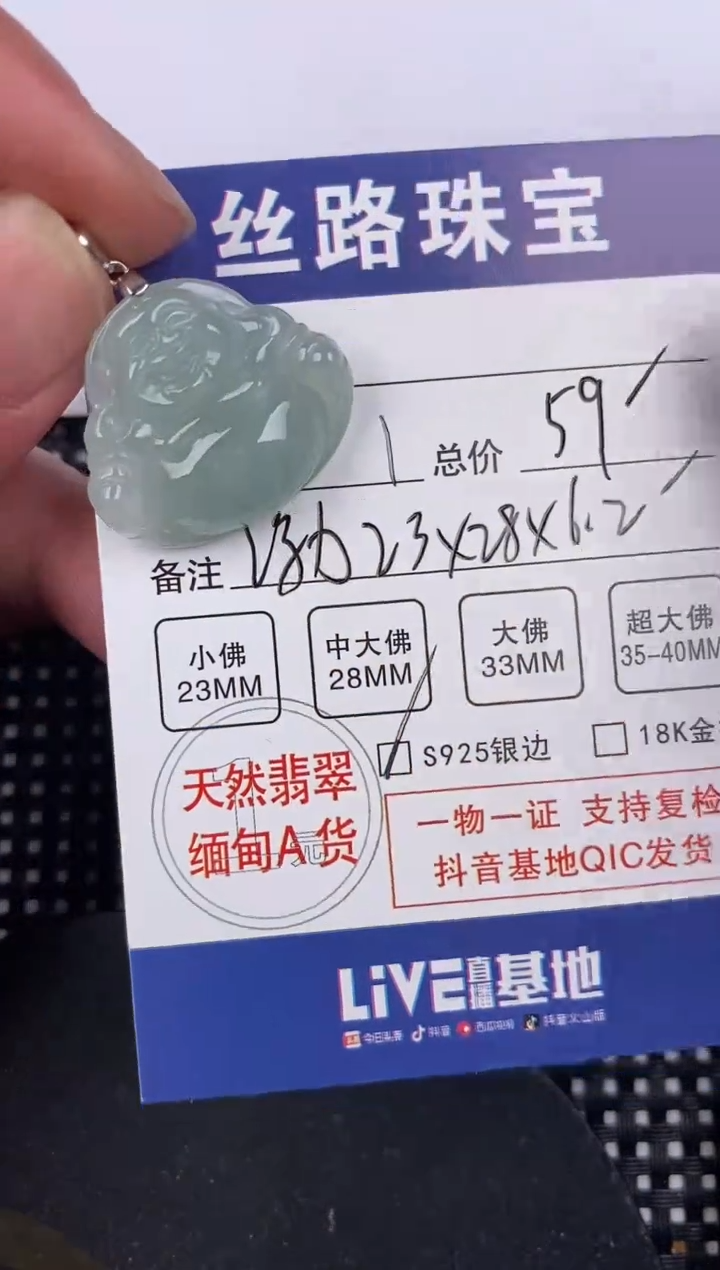 丝路珠宝
1 总价 59/
备注 23×28×6.2/
小佛 中大佛 大佛 超大佛
23MM 28MM 33MM 35-40MM
S925银边 18K金
天然翡翠
缅甸A货
一物一证 支持复检
抖音基地QIC发货
LiVE直播基地
今日头条 抖音 西瓜视频 抖音火山版